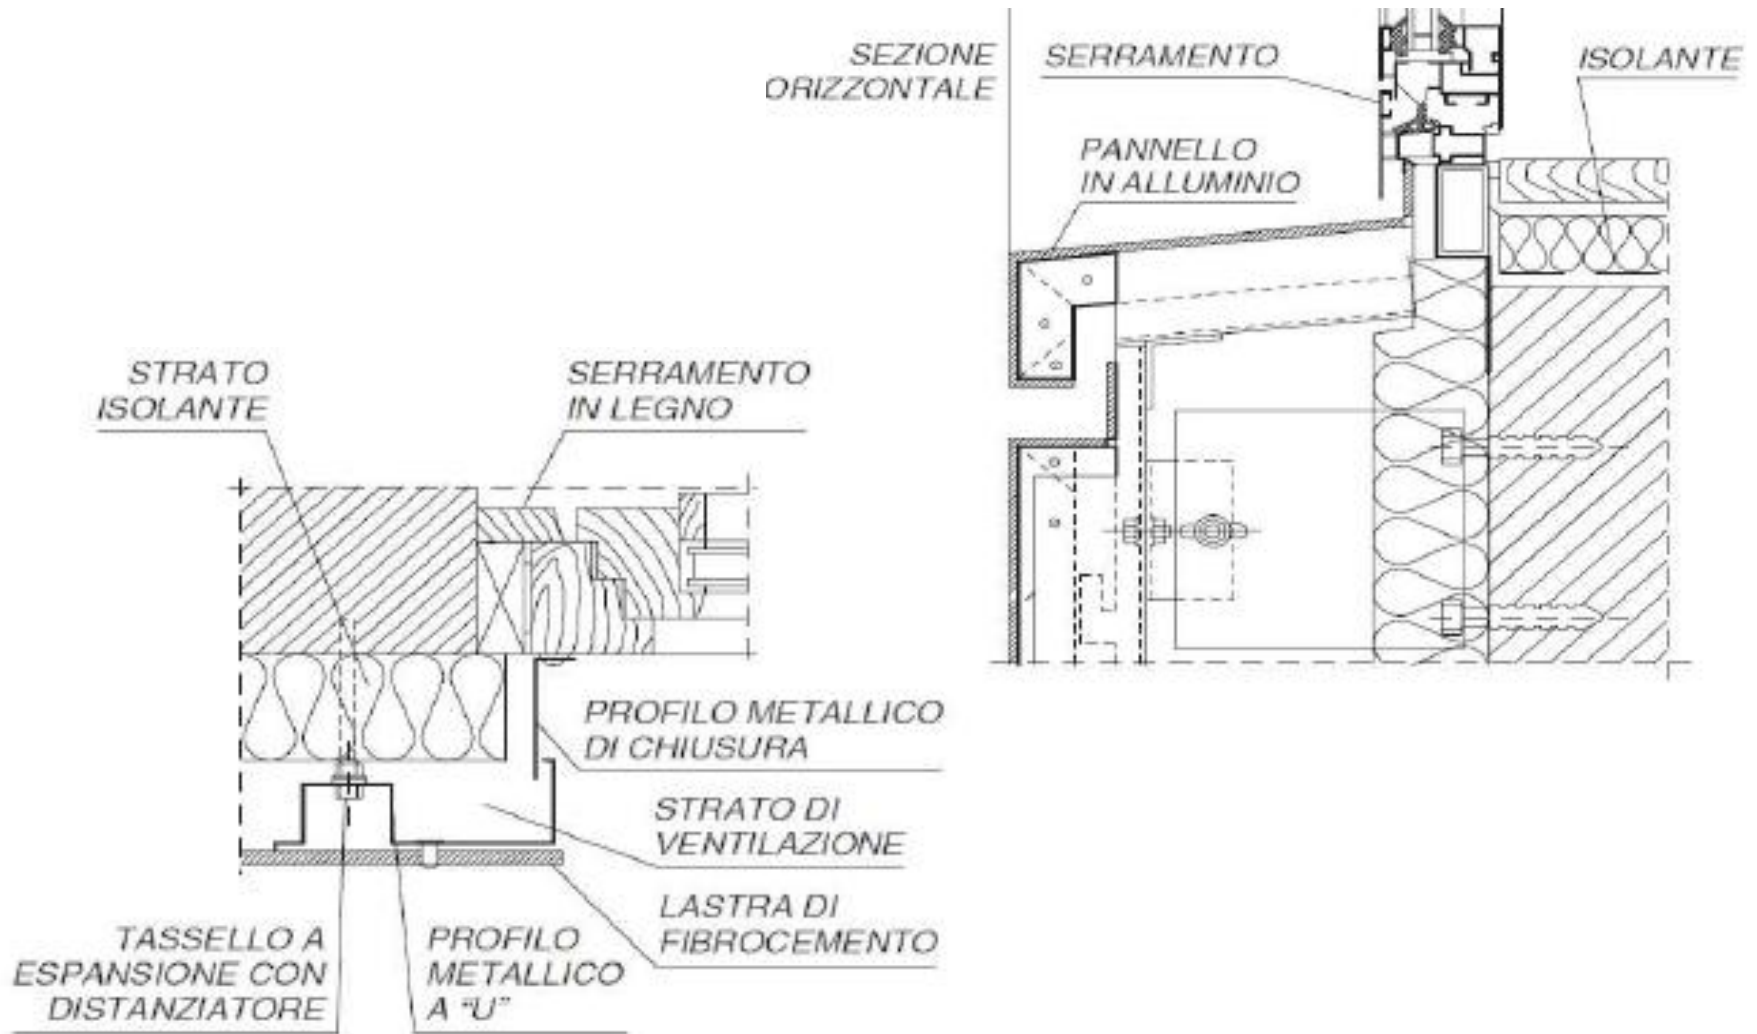 SEZIONE
ORIZZONTALE
SERRAMENTO
ISOLANTE
PANNELLO
IN ALLUMINIO
STRATO
ISOLANTE
SERRAMENTO
IN LEGNO
PROFILO METALLICO
DI CHIUSURA
STRATO DI
VENTILAZIONE
LASTRA DI
FIBROCEMENTO
TASSELLO A
ESPANSIONE CON
DISTANZIATORE
PROFILO
METALLICO
A “U”